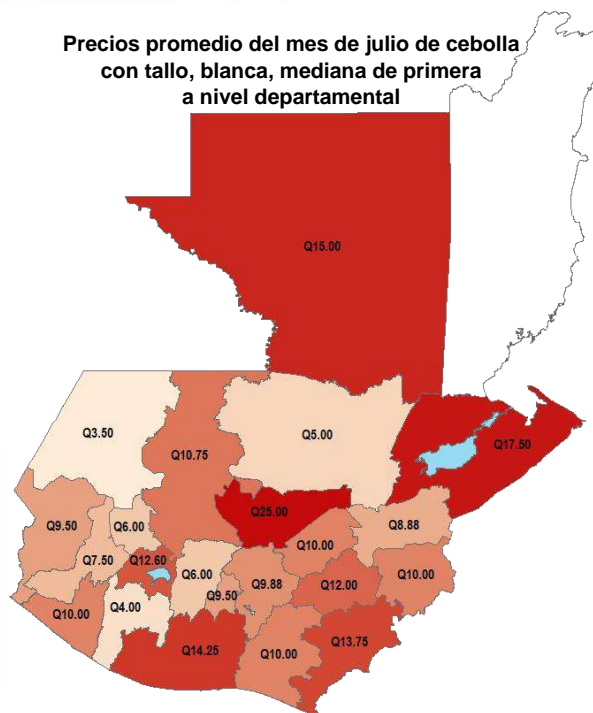 Precios promedio del mes de julio de cebolla
con tallo, blanca, mediana de primera
a nivel departamental
Q15.00
Q3.50
Q5.00
Q17.50
Q10.75
Q25.00
Q9.50
Q6.00
Q8.88
Q10.00
Q7.50
Q12.60
Q6.00
Q9.88
Q12.00
Q10.00
Q9.50
Q10.00
Q4.00
Q13.75
Q14.25
Q10.00